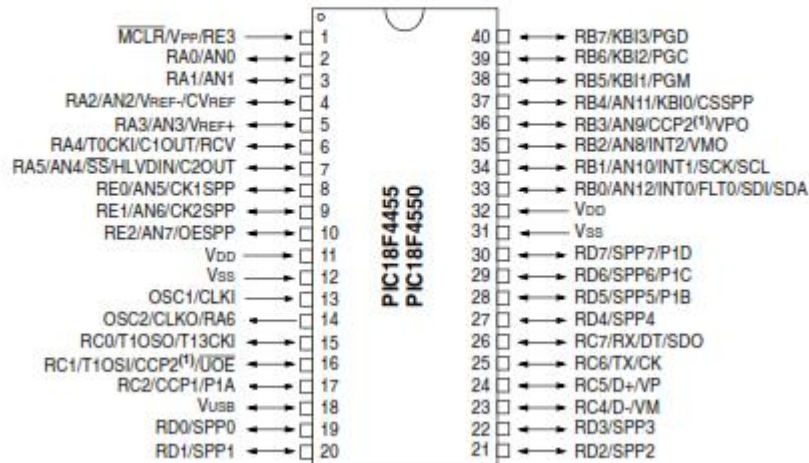 MCLR/VPP/RE3 1 40 RB7/KBI3/PGD
RA0/AN0 2 39 RB6/KBI2/PGC
RA1/AN1 3 38 RB5/KBI1/PGM
RA2/AN2/VREF-/CVREF 4 37 RB4/AN11/KBI0/CSSPP
RA3/AN3/VREF+ 5 36 RB3/AN9/CCP2(1)/VPO
RA4/T0CKI/C1OUT/RCV 6 35 RB2/AN8/INT2/VMO
RA5/AN4/SS/HLVDIN/C2OUT 7 34 RB1/AN10/INT1/SCK/SCL
RE0/AN5/CK1SPP 8 33 RB0/AN12/INT0/FLT0/SDI/SDA
RE1/AN6/CK2SPP 9 32 VDD
RE2/AN7/OESPP 10 31 VSS
VDD 11 30 RD7/SPP7/P1D
VSS 12 29 RD6/SPP6/P1C
OSC1/CLKI 13 28 RD5/SPP5/P1B
OSC2/CLKO/RA6 14 27 RD4/SPP4
RC0/T1OSO/T13CKI 15 26 RC7/RX/DT/SDO
RC1/T1OSI/CCP2(1)/UOE 16 25 RC6/TX/CK
RC2/CCP1/P1A 17 24 RC5/D+/VP
VUSB 18 23 RC4/D-/VM
RD0/SPP0 19 22 RD3/SPP3
RD1/SPP1 20 21 RD2/SPP2
PIC18F4455
PIC18F4550